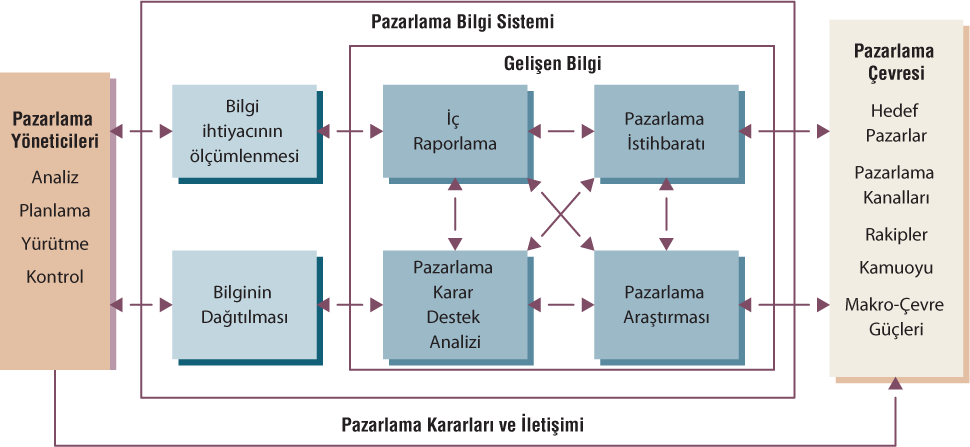 Pazarlama Bilgi Sistemi
Gelişen Bilgi
Pazarlama
Yöneticileri
Analiz
Planlama
Yürütme
Kontrol
Bilgi
ihtiyacının
ölçümlenmesi
İç
Raporlama
Pazarlama
İstihbaratı
Bilginin
Dağıtılması
Pazarlama
Karar
Destek
Analizi
Pazarlama
Araştırması
Pazarlama
Çevresi
Hedef
Pazarlar
Pazarlama
Kanalları
Rakipler
Kamuoyu
Makro-Çevre
Güçleri
Pazarlama Kararları ve İletişimi